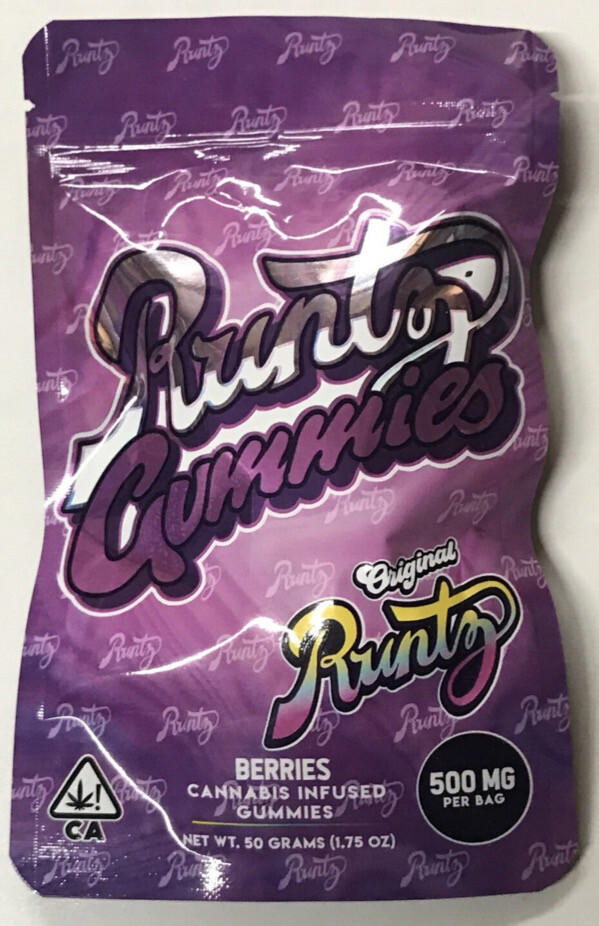 Runtz
Gummies
Original
Runtz
BERRIES
CANNABIS INFUSED
GUMMIES
NET WT. 50 GRAMS (1.75 OZ)
500 MG
PER BAG
!
CA